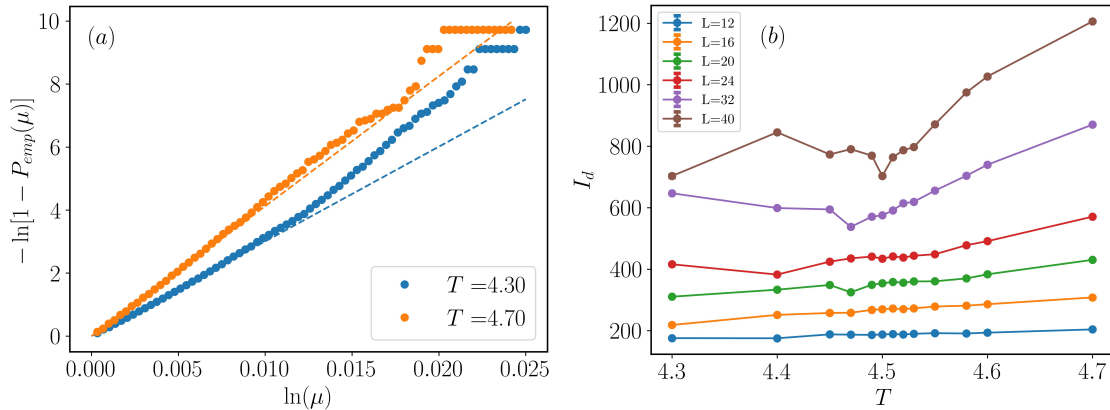 (a)
− ln[1 − P_emp(μ)]
10
8
6
4
2
0
0.000 0.005 0.010 0.015 0.020 0.025
ln(μ)
T =4.30
T =4.70
(b)
I_d
1200
1000
800
600
400
200
4.3 4.4 4.5 4.6 4.7
T
L=12
L=16
L=20
L=24
L=32
L=40